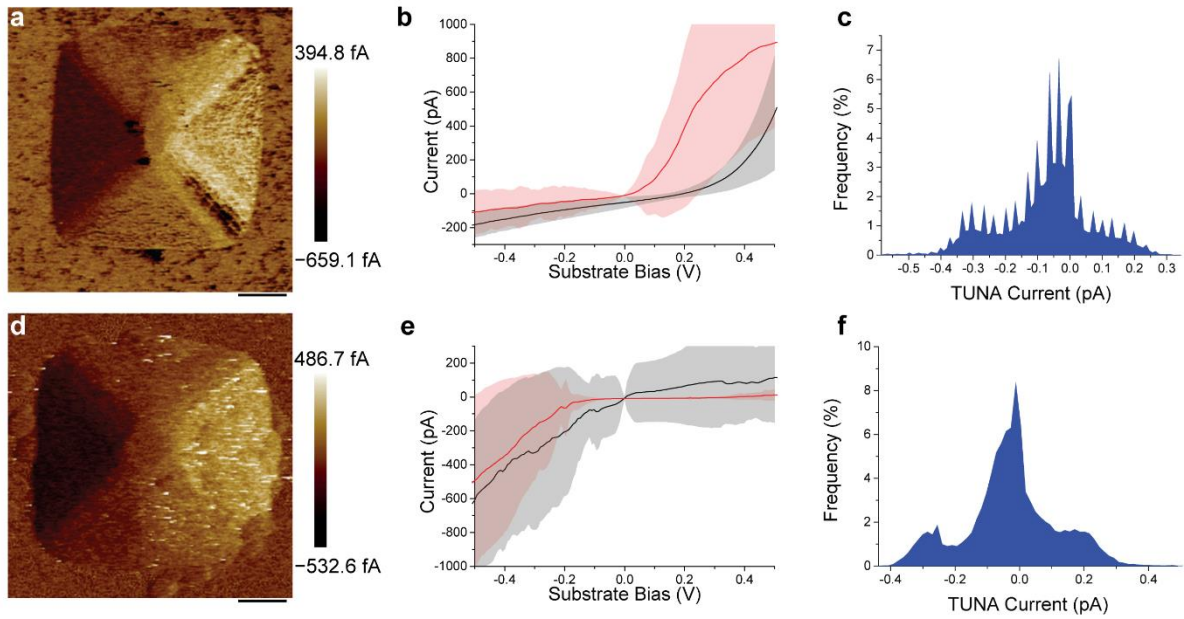 a
394.8 fA
−659.1 fA
b
1000
800
600
400
200
0
-200
Current (pA)
-0.4
-0.2
0.0
0.2
0.4
Substrate Bias (V)
c
7
6
5
4
3
2
1
0
Frequency (%)
-0.5
-0.4
-0.3
-0.2
-0.1
0.0
0.1
0.2
0.3
TUNA Current (pA)
d
486.7 fA
−532.6 fA
e
200
0
-200
-400
-600
-800
-1000
Current (pA)
-0.4
-0.2
0.0
0.2
0.4
Substrate Bias (V)
f
10
8
6
4
2
0
Frequency (%)
-0.4
-0.2
0.0
0.2
0.4
TUNA Current (pA)